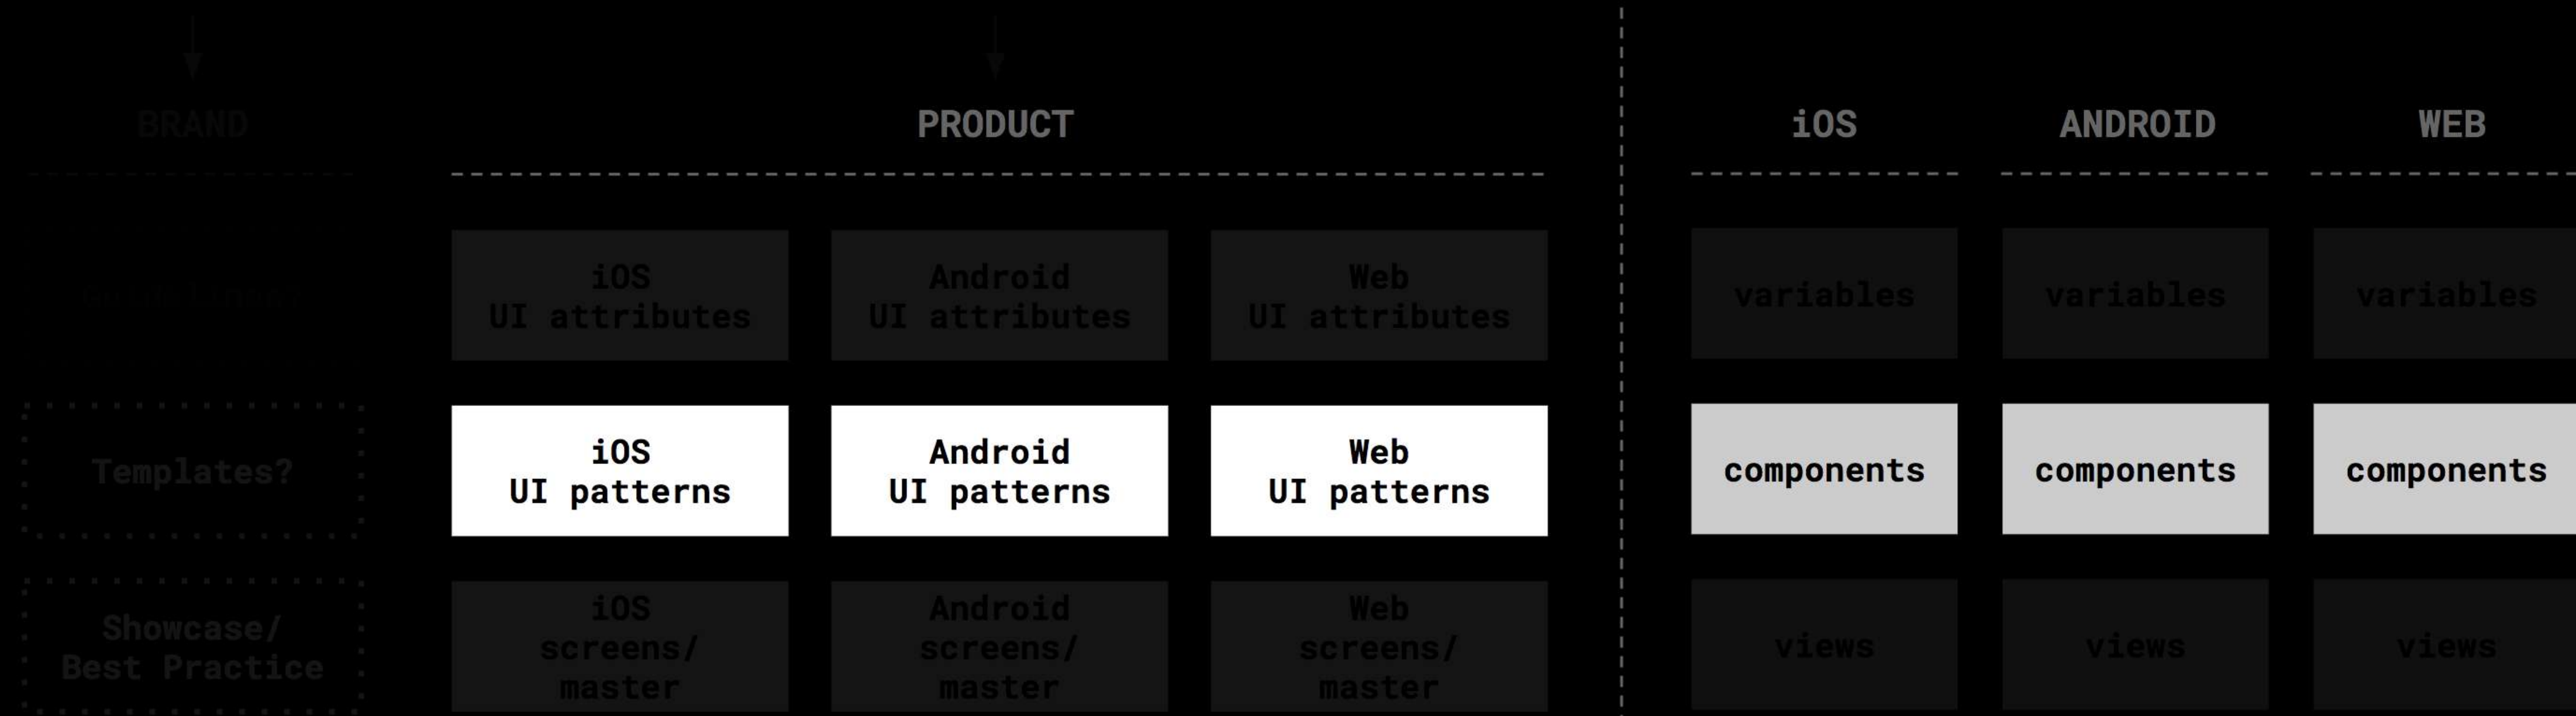 BRAND
PRODUCT
iOS
ANDROID
WEB
Guidelines?
iOS
UI attributes
Android
UI attributes
Web
UI attributes
variables
variables
variables
Templates?
iOS
UI patterns
Android
UI patterns
Web
UI patterns
components
components
components
Showcase/
Best Practice
iOS
screens/
master
Android
screens/
master
Web
screens/
master
views
views
views